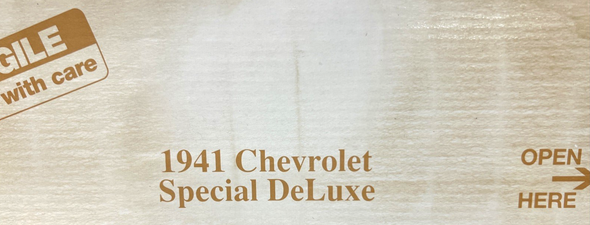 GILE
with care
1941 Chevrolet
Special DeLuxe
OPEN
HERE